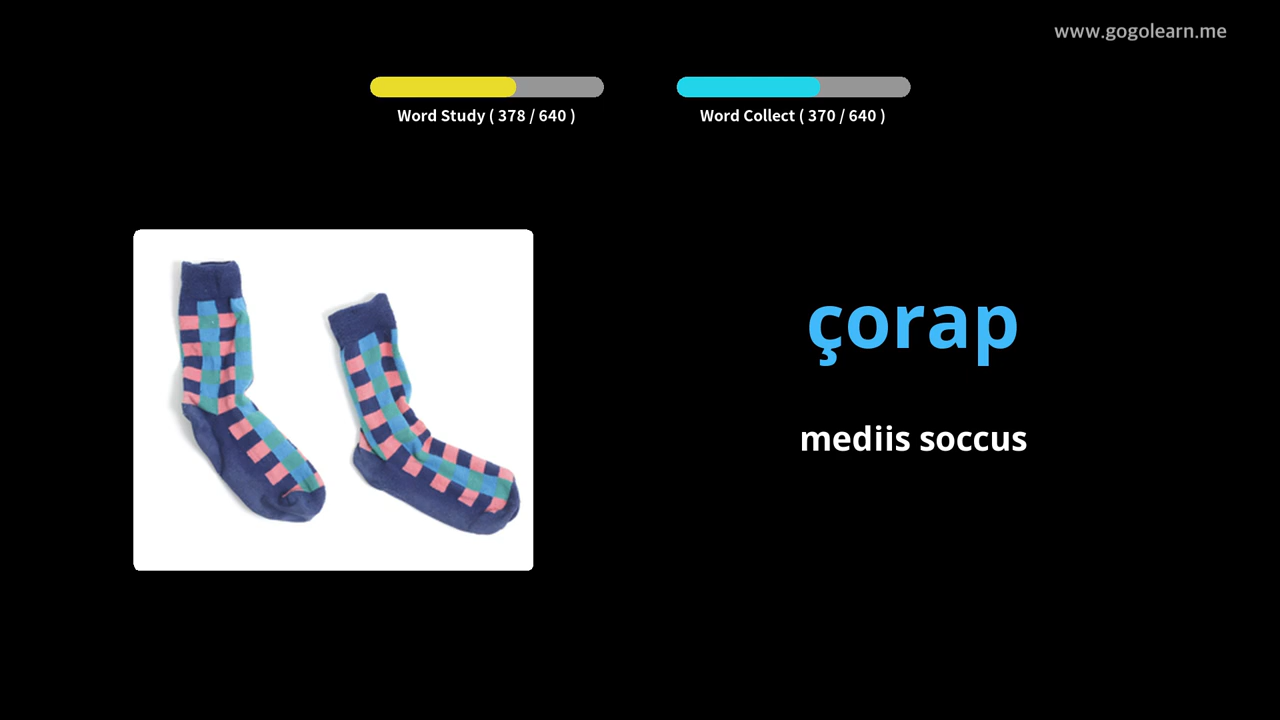 www.gogolearn.me
Word Study ( 378 / 640 )
Word Collect ( 370 / 640 )
çorap
mediis soccus